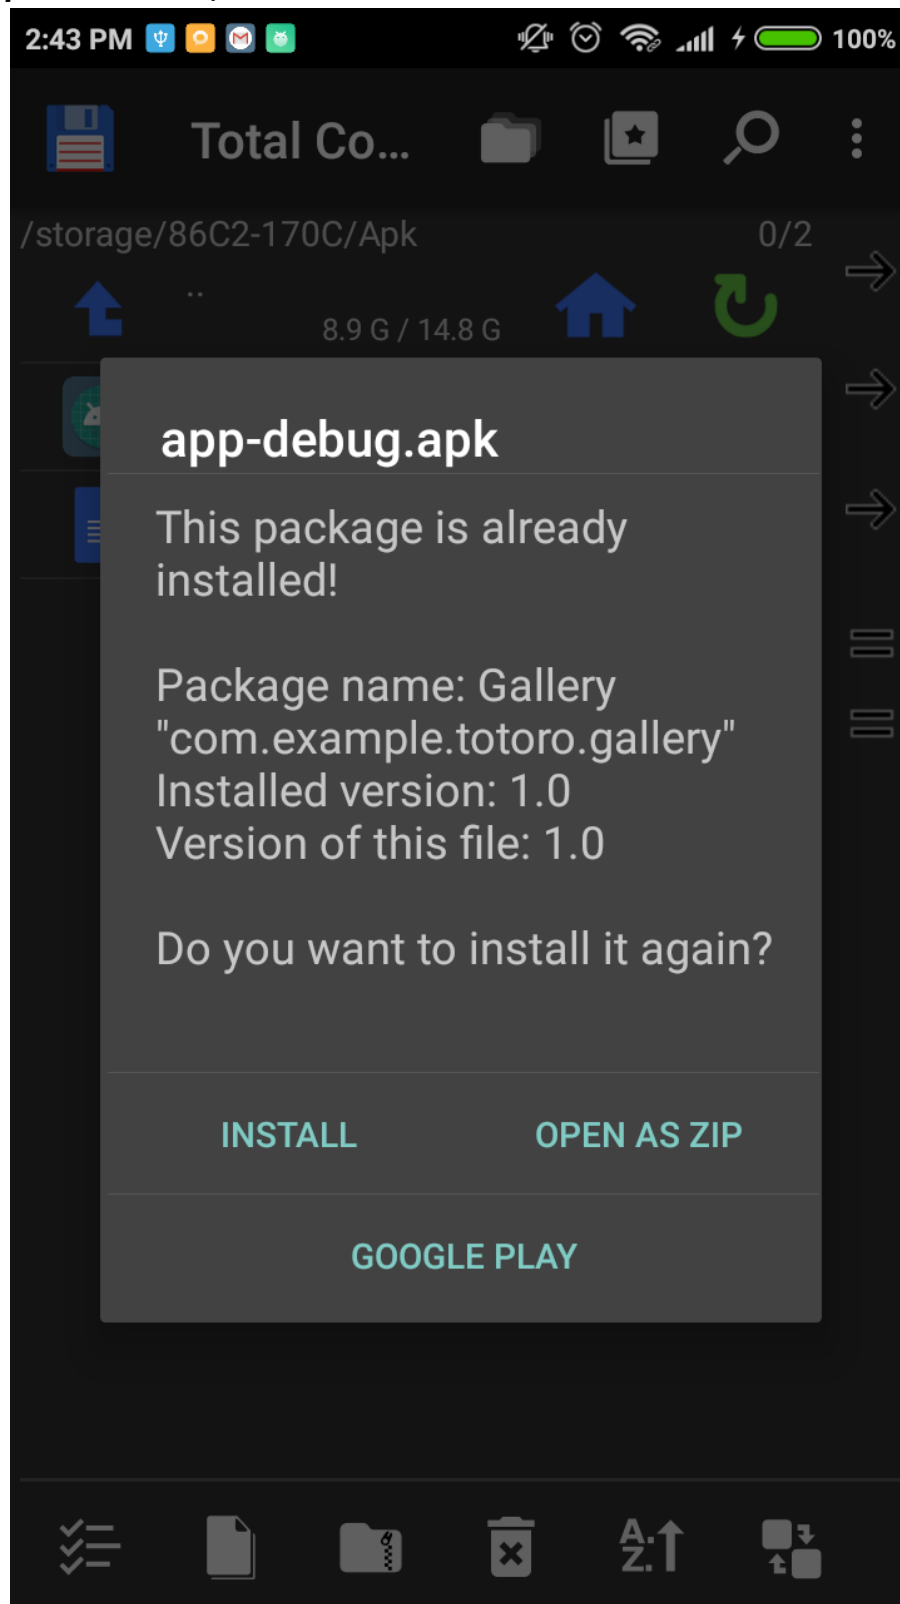 2:43 PM 100%
Total Co...
/storage/86C2-170C/Apk 0/2
..
8.9 G / 14.8 G
app-debug.apk
This package is already
installed!
Package name: Gallery
"com.example.totoro.gallery"
Installed version: 1.0
Version of this file: 1.0
Do you want to install it again?
INSTALL OPEN AS ZIP
GOOGLE PLAY
A.
Z.